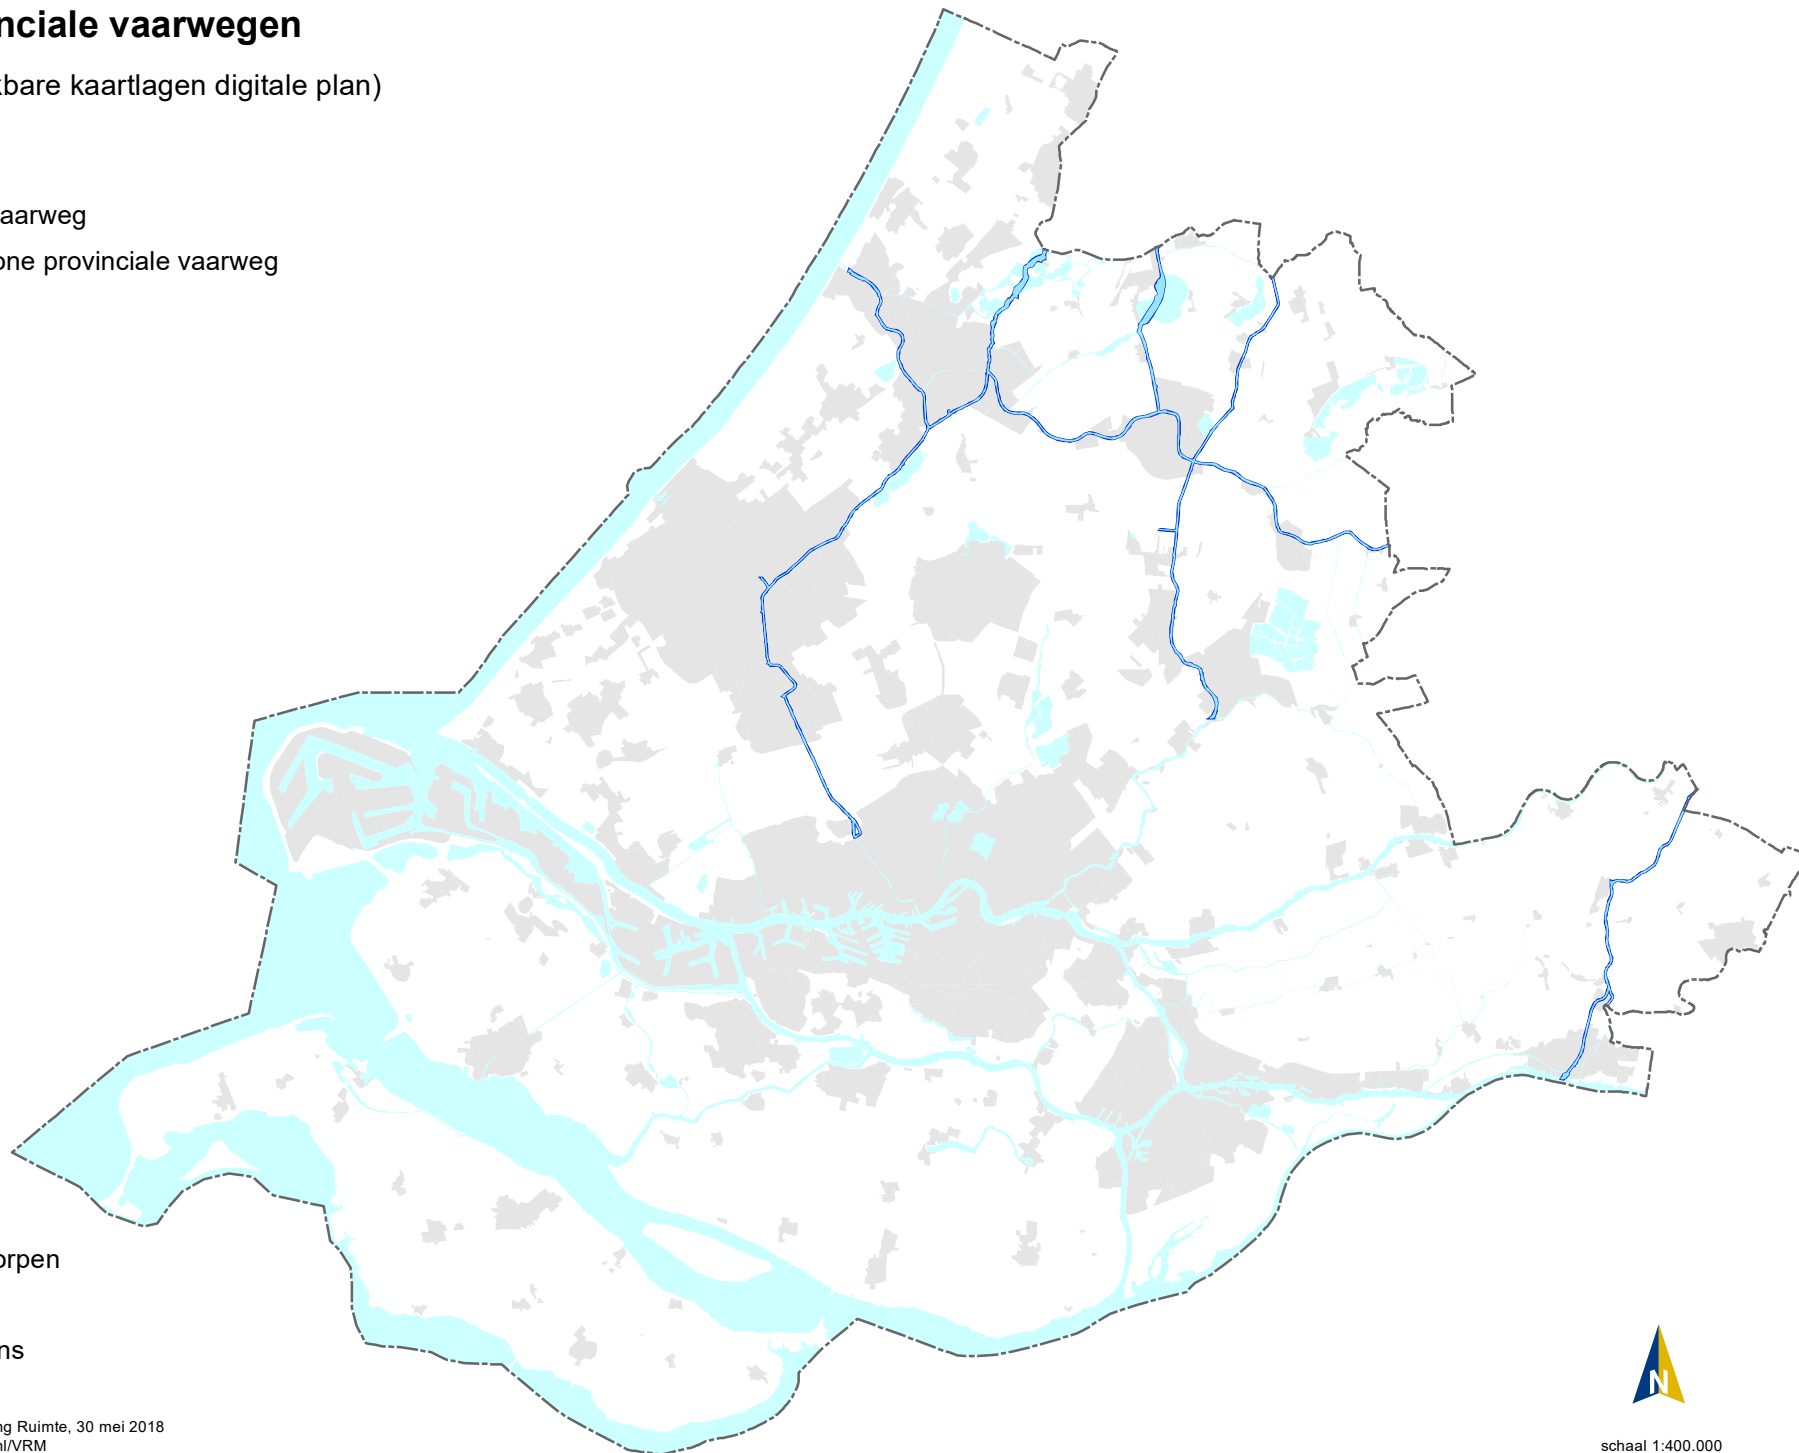 nciale vaarwegen
kbare kaartlagen digitale plan)
aarweg
one provinciale vaarweg
orpen
ns
ng Ruimte, 30 mei 2018
nl/VRM
N
schaal 1:400.000